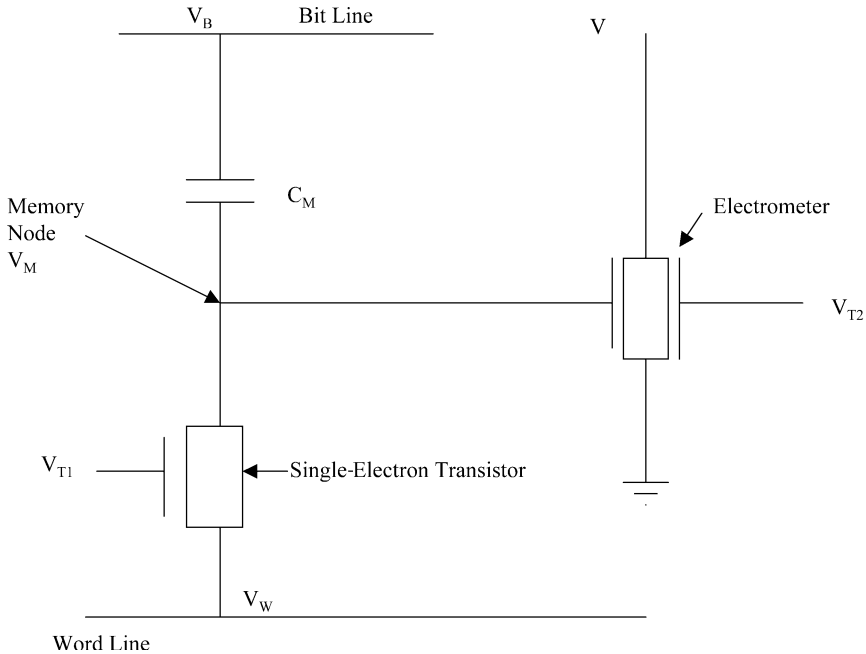 V_B
Bit Line
V
C_M
Memory
Node
V_M
Electrometer
V_T2
V_T1
Single-Electron Transistor
V_W
Word Line